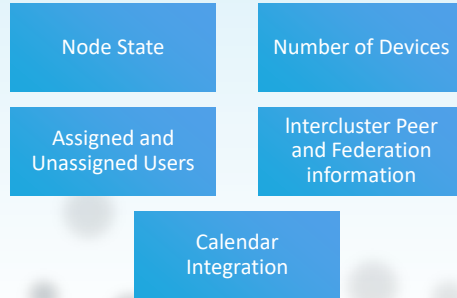 Node State
Number of Devices
Assigned and
Unassigned Users
Intercluster Peer
and Federation
information
Calendar
Integration